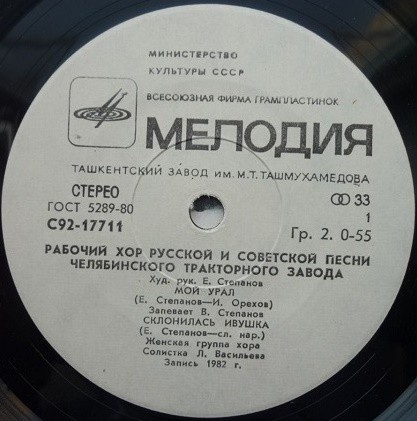 МИНИСТЕРСТВО
КУЛЬТУРЫ СССР
ВСЕСОЮЗНАЯ ФИРМА ГРАМПЛАСТИНОК
МЕЛОДИЯ
ТАШКЕНТСКИЙ ЗАВОД ИМ. М.Т. ТАШМУХАМЕДОВА
СТЕРЕО 33
ГОСТ 5289-80 1
С92-17711 Гр. 2. 0-55
РАБОЧИЙ ХОР РУССКОЙ И СОВЕТСКОЙ ПЕСНИ
ЧЕЛЯБИНСКОГО ТРАКТОРНОГО ЗАВОДА
Худ. рук. Е. Степанов
МОЙ УРАЛ
(Е. Степанов—И. Орехов)
Запевает В. Степанов
СКЛОНИЛАСЬ ИВУШКА
(Е. Степанов—сл. нар.)
Женская группа хора
Солистка Л. Васильева
Запись 1982 г.